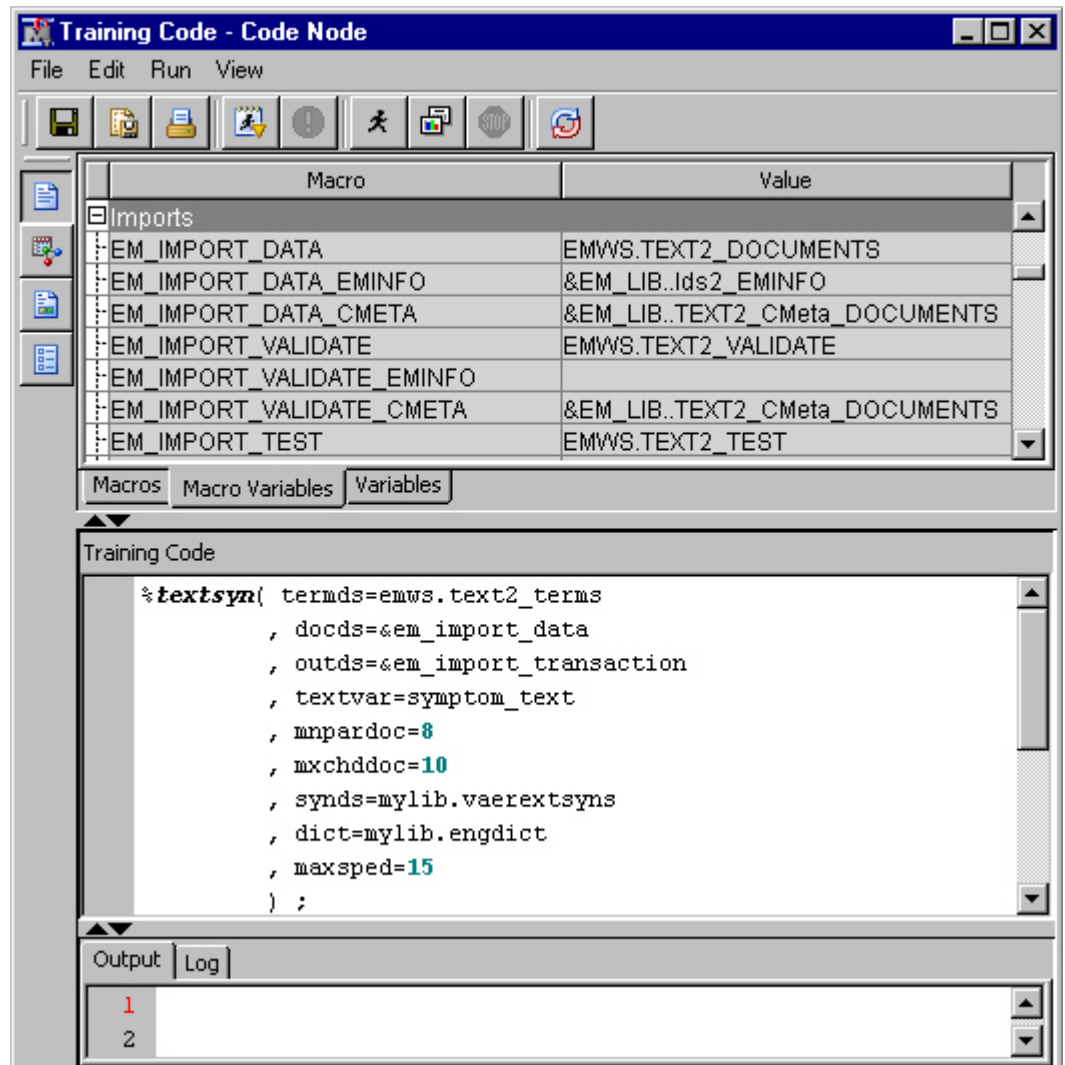 Training Code - Code Node
File Edit Run View
STOP
Macro Value
Imports
EM_IMPORT_DATA EMWS.TEXT2_DOCUMENTS
EM_IMPORT_DATA_EMINFO &EM_LIB..Ids2_EMINFO
EM_IMPORT_DATA_CMETA &EM_LIB..TEXT2_CMeta_DOCUMENTS
EM_IMPORT_VALIDATE EMWS.TEXT2_VALIDATE
EM_IMPORT_VALIDATE_EMINFO
EM_IMPORT_VALIDATE_CMETA &EM_LIB..TEXT2_CMeta_DOCUMENTS
EM_IMPORT_TEST EMWS.TEXT2_TEST
Macros Macro Variables Variables
Training Code
%textsyn( termds=emws.text2_terms
, docds=&em_import_data
, outds=&em_import_transaction
, textvar=symptom_text
, mnpardoc=8
, mxchddoc=10
, synds=mylib.vaerextsyns
, dict=mylib.engdict
, maxsped=15
) ;
Output Log
1
2